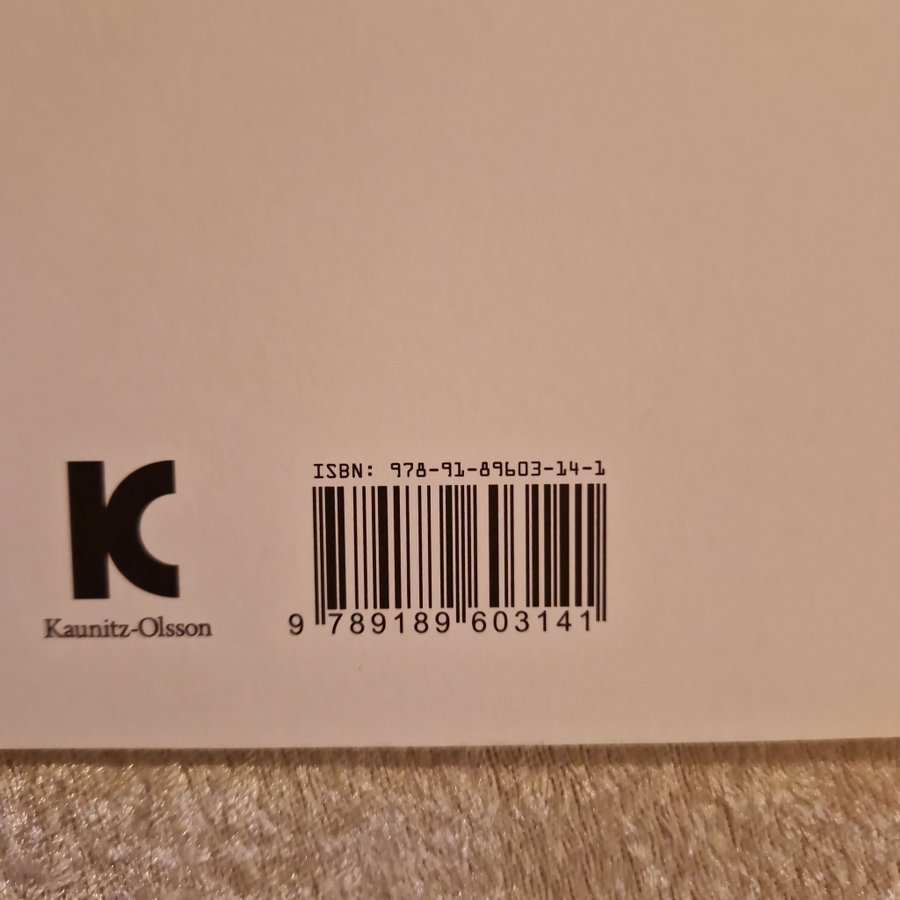 ISBN: 978-91-89603-14-1
K
Kaunitz-Olsson
9 789189 603141